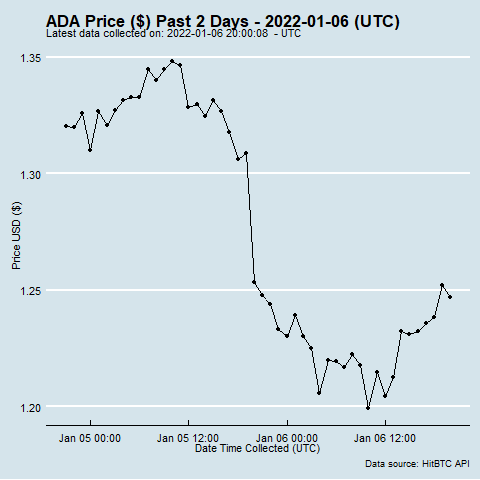 ADA Price ($) Past 2 Days - 2022-01-06 (UTC)
Latest data collected on: 2022-01-06 20:00:08  - UTC
1.35
1.30
1.25
1.20
Price USD ($)
Jan 05 00:00 Jan 05 12:00 Jan 06 00:00 Jan 06 12:00
Date Time Collected (UTC)
Data source: HitBTC API